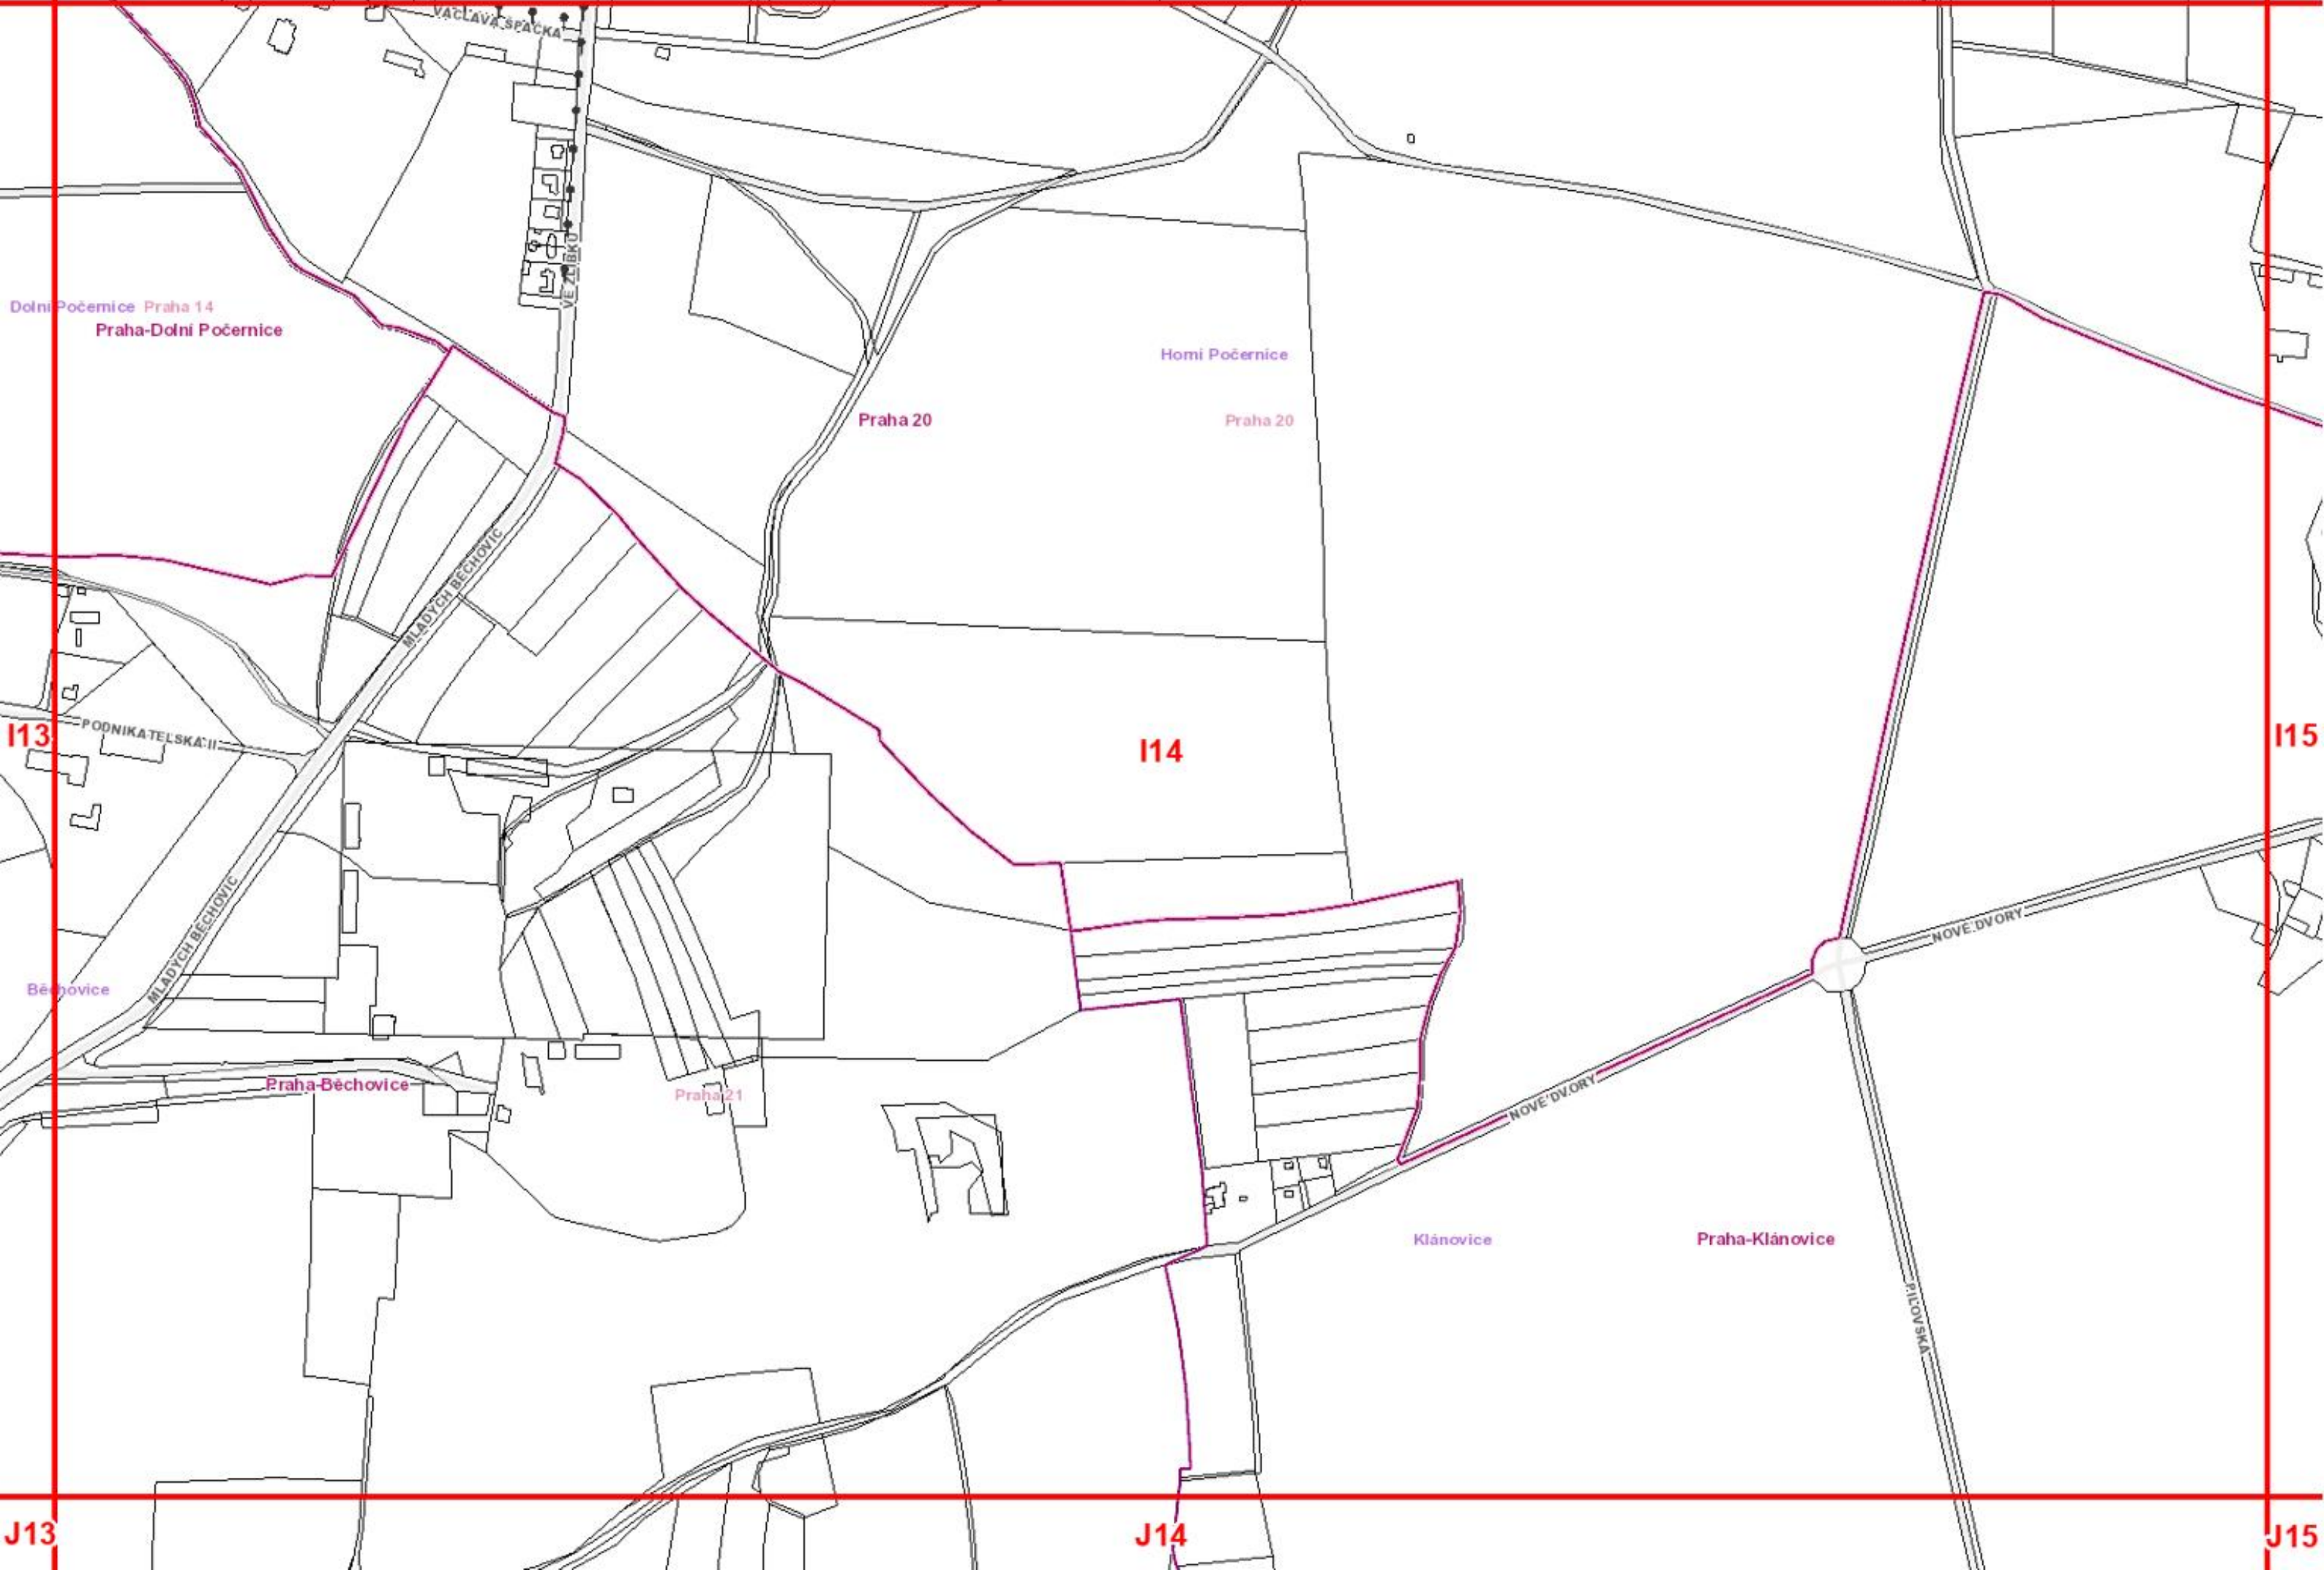 VÁCLAVA ŠPAČKA
VE ŽLÍBKU
Dolní Počernice Praha 14
Praha-Dolní Počernice
Horní Počernice
Praha 20
Praha 20
MLADÝCH BĚCHOVIC
I13
PODNIKATELSKÁ II
I14
I15
MLADÝCH BĚCHOVIC
NOVÉ DVORY
Běchovice
Praha-Běchovice
Praha 21
NOVÉ DVORY
Klánovice
Praha-Klánovice
PILOVSKÁ
J13
J14
J15